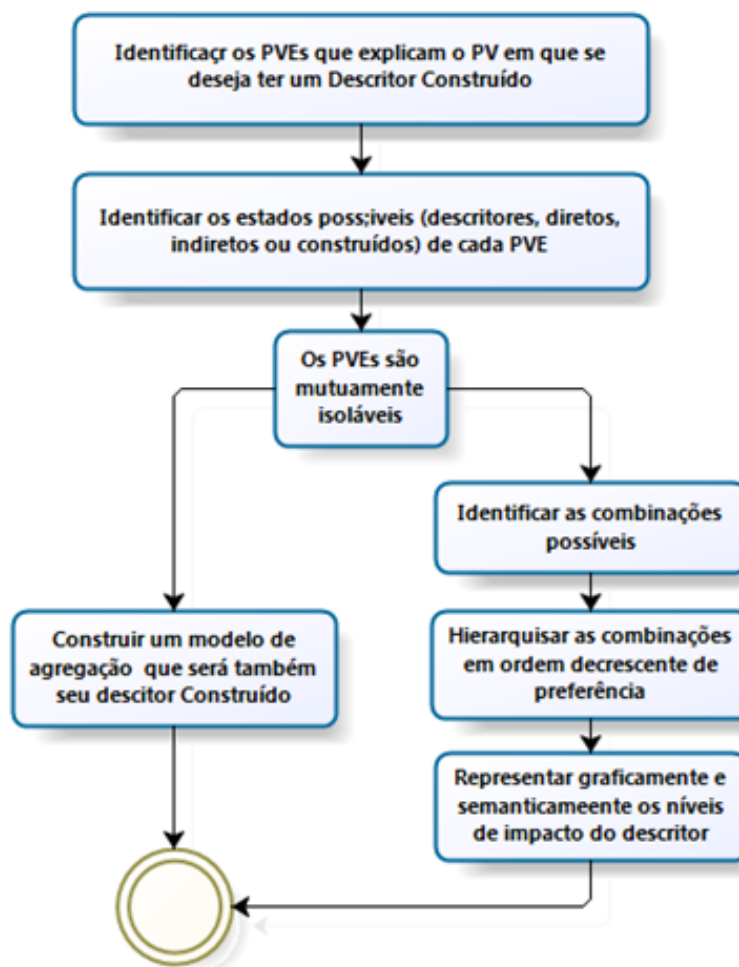 Identificaçr os PVEs que explicam o PV em que se
deseja ter um Descritor Construído
Identificar os estados poss;iveis (descritores, diretos,
indiretos ou construídos) de cada PVE
Os PVEs são
mutuamente
isoláveis
Identificar as combinações
possíveis
Construir um modelo de
agregação que será também
seu descitor Construído
Hierarquisar as combinações
em ordem decrescente de
preferência
Representar graficamente e
semanticameente os níveis
de impacto do descritor